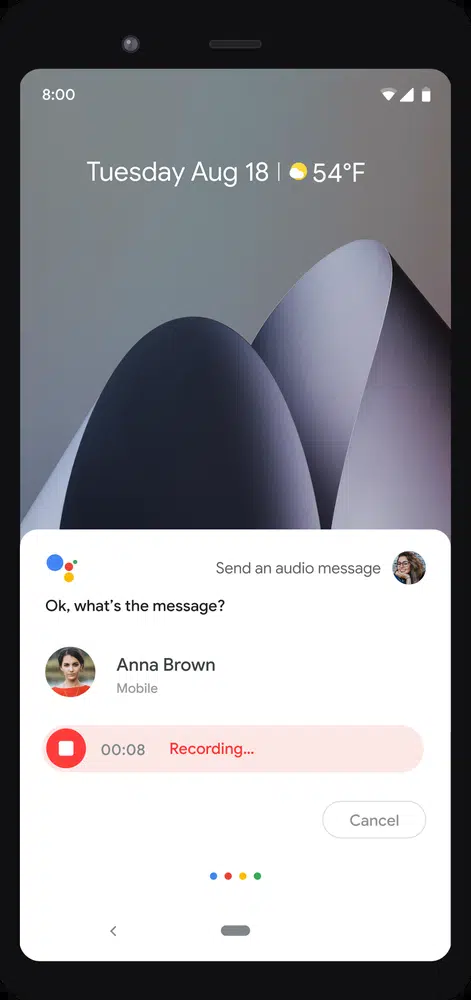 8:00
Tuesday Aug 18 | 54°F
Send an audio message
Ok, what's the message?
Anna Brown
Mobile
00:08 Recording...
Cancel